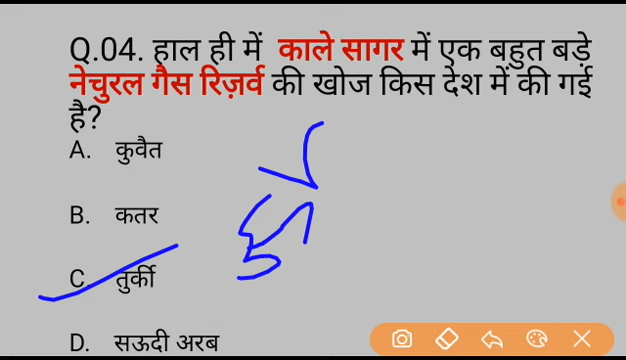 Q.04. हाल ही में काले सागर में एक बहुत बड़े
नेचुरल गैस रिज़र्व की खोज किस देश में की गई
है?
A. कुवैत
B. कतर
C. तुर्की
D. सऊदी अरब